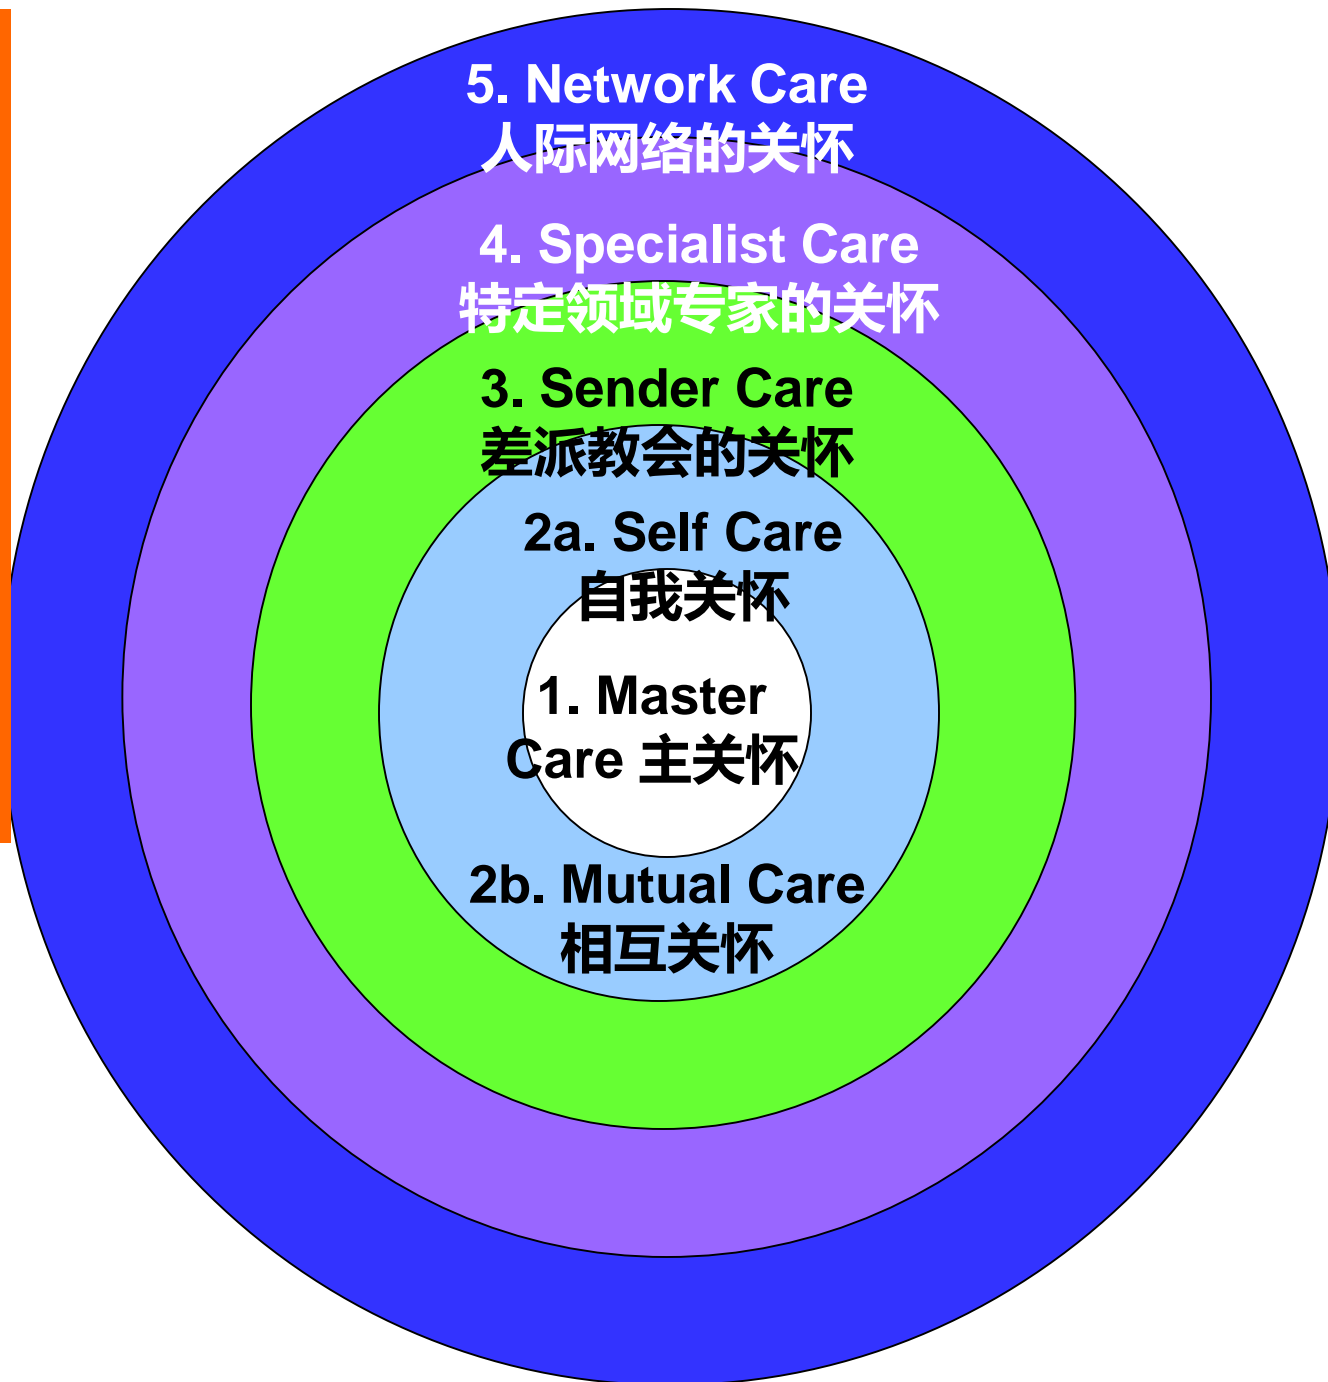 5. Network Care
人际网络的关怀
4. Specialist Care
特定领域专家的关怀
3. Sender Care
差派教会的关怀
2a. Self Care
自我关怀
1. Master
Care 主关怀
2b. Mutual Care
相互关怀